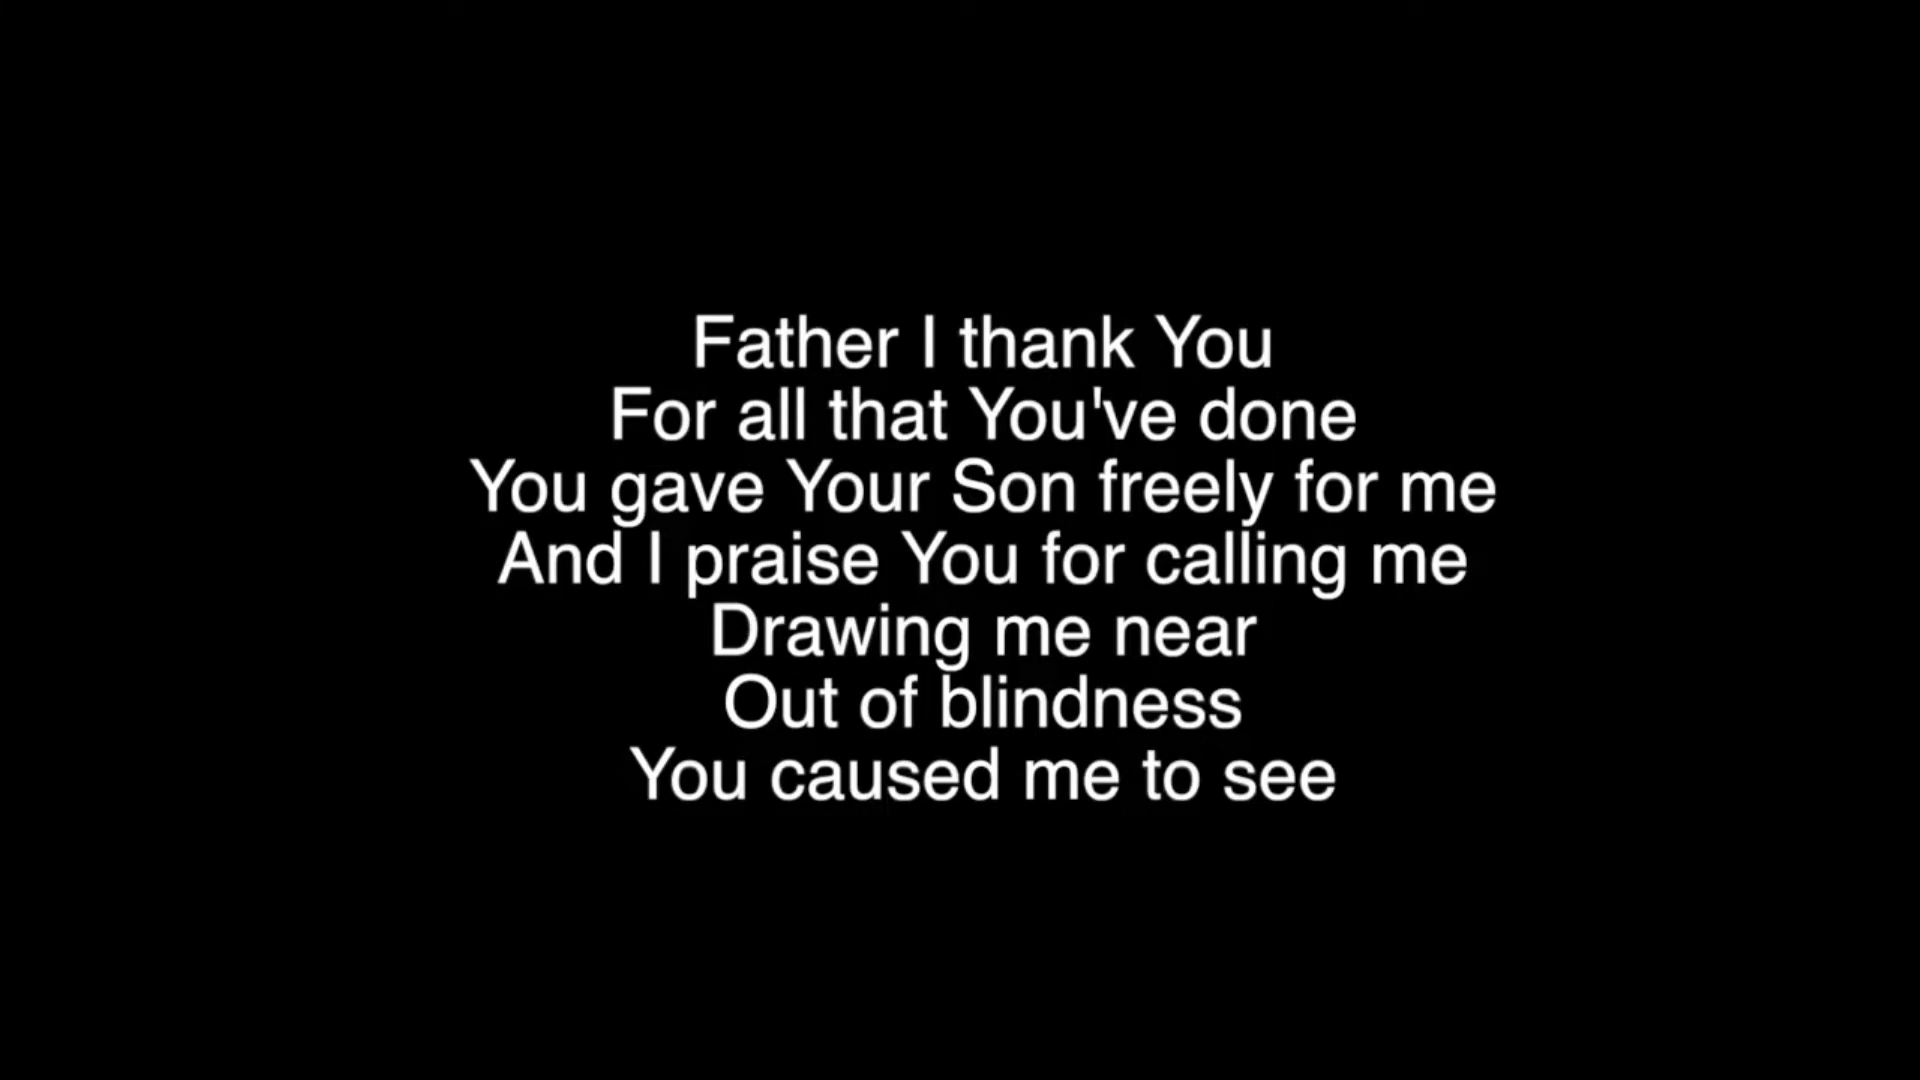 Father I thank You
For all that You've done
You gave Your Son freely for me
And I praise You for calling me
Drawing me near
Out of blindness
You caused me to see